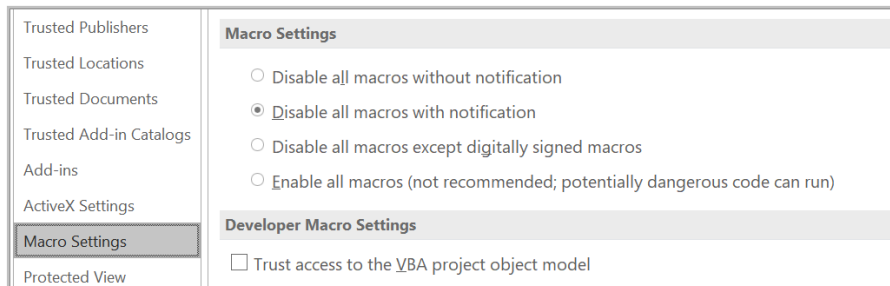 Trusted Publishers
Trusted Locations
Trusted Documents
Trusted Add-in Catalogs
Add-ins
ActiveX Settings
Macro Settings
Protected View
Macro Settings
Disable all macros without notification
Disable all macros with notification
Disable all macros except digitally signed macros
Enable all macros (not recommended; potentially dangerous code can run)
Developer Macro Settings
Trust access to the VBA project object model